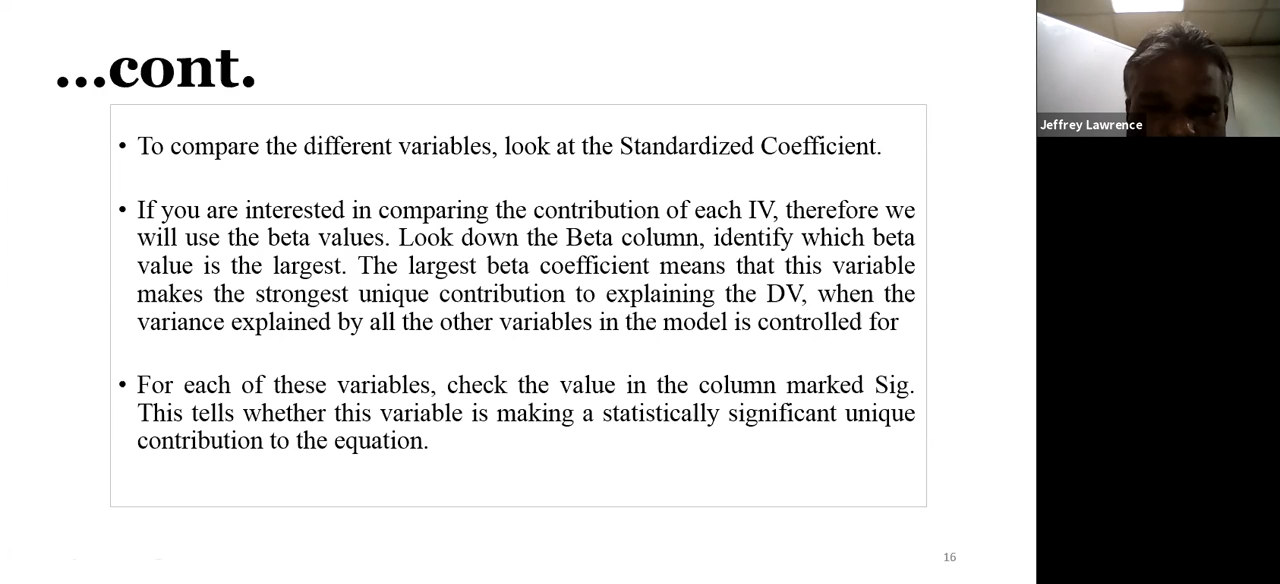 ...cont.
• To compare the different variables, look at the Standardized Coefficient.
• If you are interested in comparing the contribution of each IV, therefore we
will use the beta values. Look down the Beta column, identify which beta
value is the largest. The largest beta coefficient means that this variable
makes the strongest unique contribution to explaining the DV, when the
variance explained by all the other variables in the model is controlled for
• For each of these variables, check the value in the column marked Sig.
This tells whether this variable is making a statistically significant unique
contribution to the equation.
16
Jeffrey Lawrence